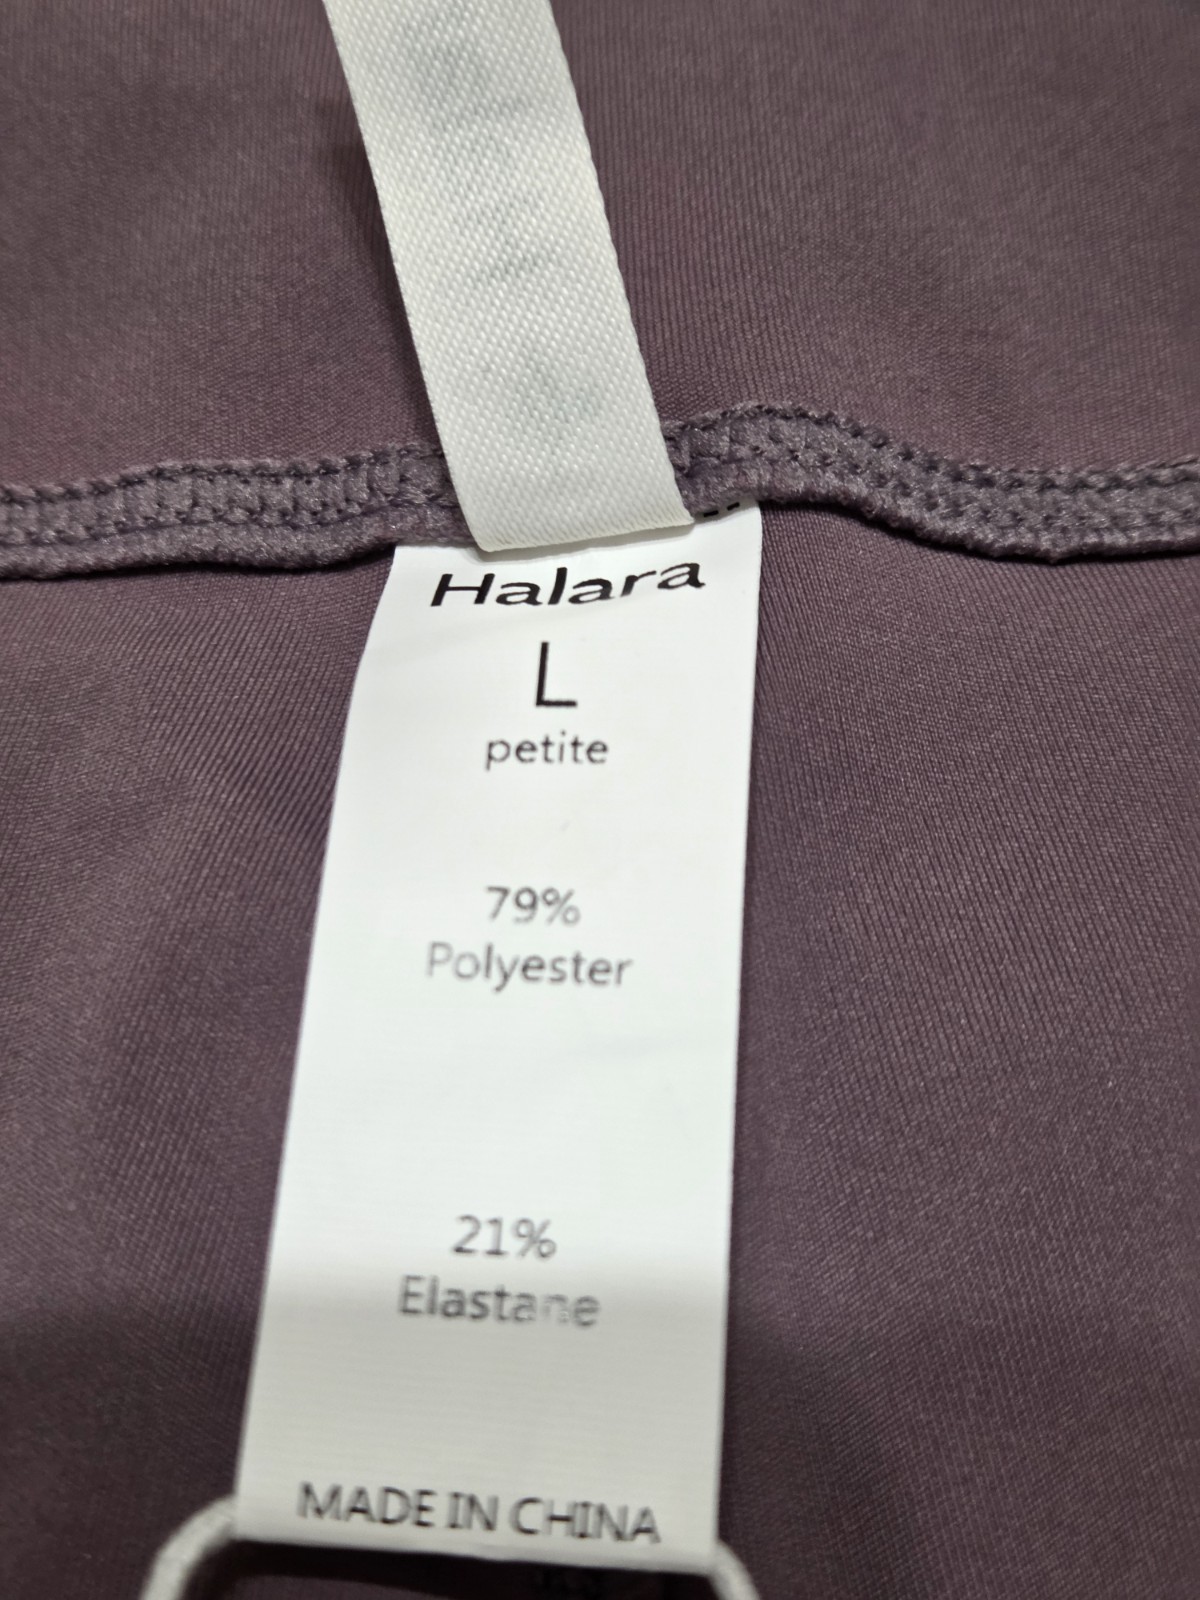 Halara
L
petite
79%
Polyester
21%
Elastane
MADE IN CHINA